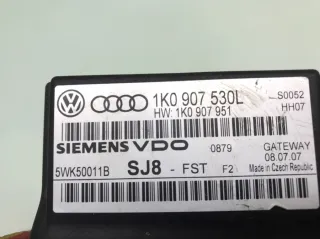 1K0 907 530L S0052
HW: 1K0 907 951 HH07
SIEMENS VDO 0879 GATEWAY
08.07.07
5WK50011B SJ8 - FST F2 Made in Czech Republic